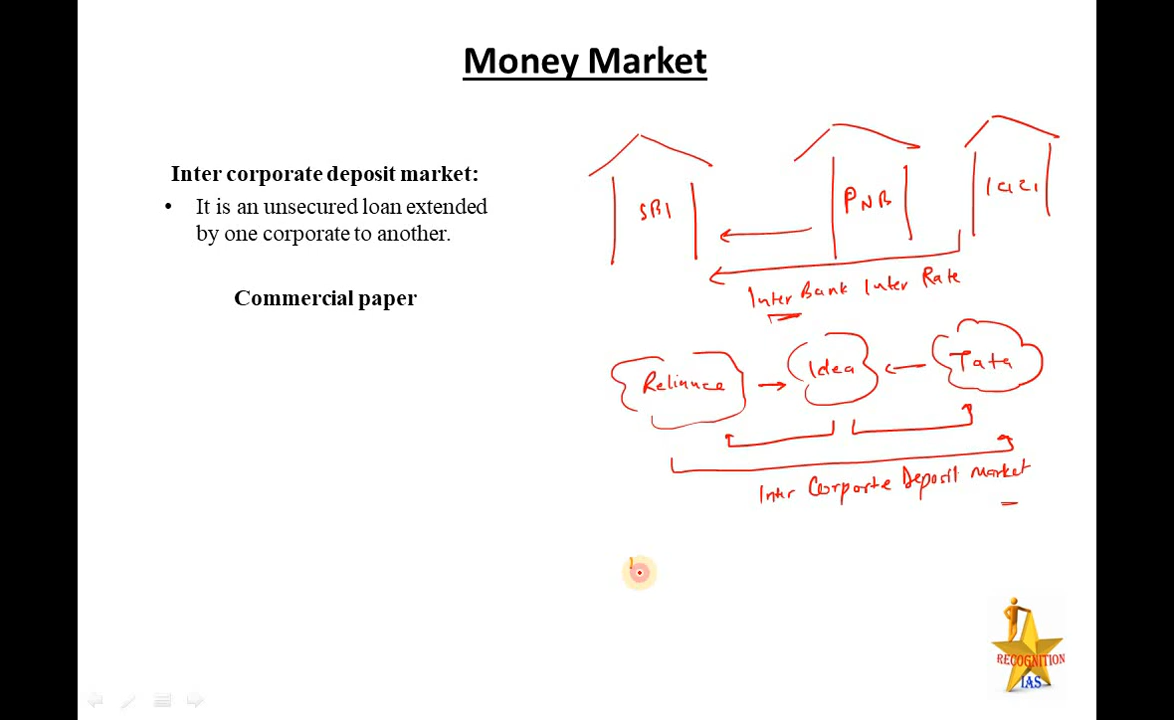 Money Market
Inter corporate deposit market:
• It is an unsecured loan extended
by one corporate to another.
Commercial paper
SBI
PNB
ICICI
Inter Bank Inter Rate
Reliance
Idea
Tata
Inter Corporte Deposit market
RECOGNITION
IAS